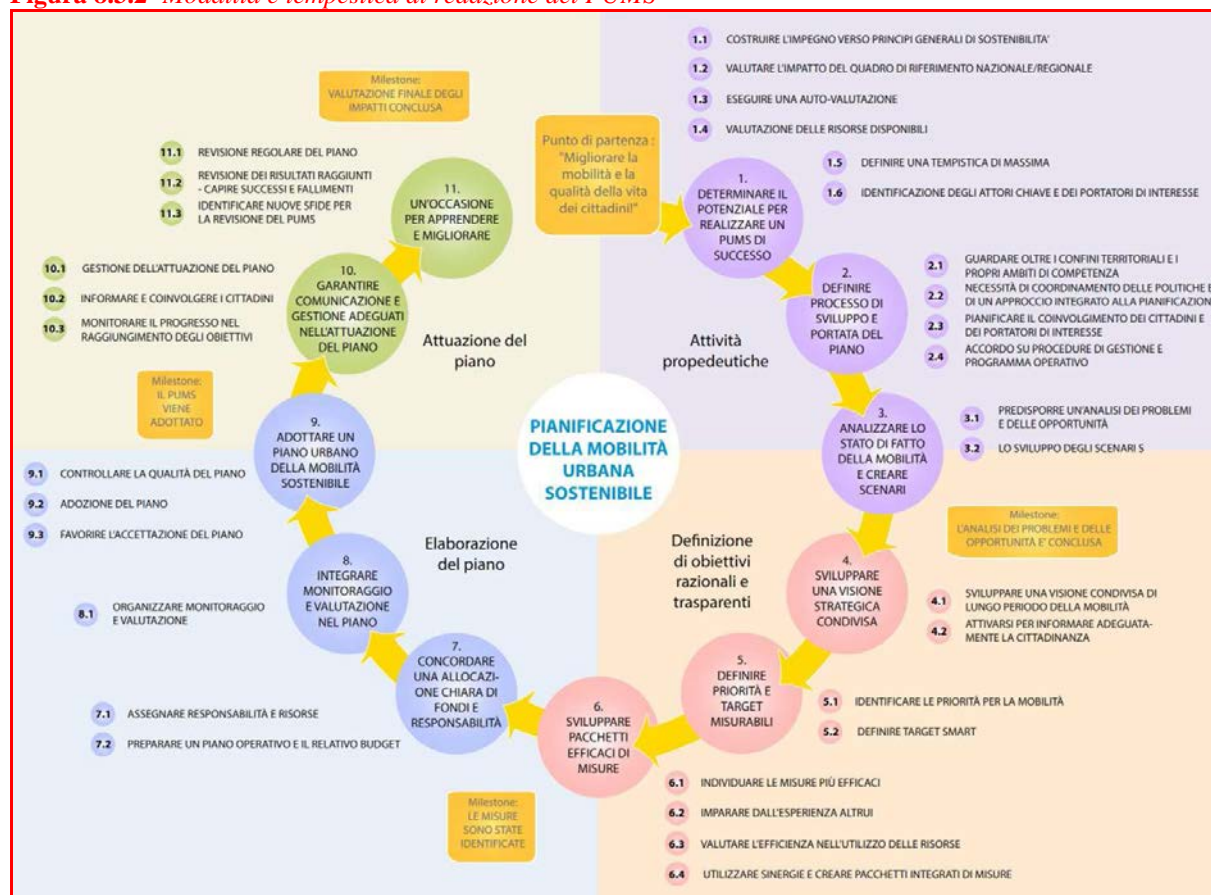 Figura 8.3.2 Modalità e tempistica di redazione del PUMS
1.1 COSTRUIRE L'IMPEGNO VERSO PRINCIPI GENERALI DI SOSTENIBILITA'
1.2 VALUTARE L'IMPATTO DEL QUADRO DI RIFERIMENTO NAZIONALE/REGIONALE
1.3 ESEGUIRE UNA AUTO-VALUTAZIONE
1.4 VALUTAZIONE DELLE RISORSE DISPONIBILI
1.5 DEFINIRE UNA TEMPISTICA DI MASSIMA
1.6 IDENTIFICAZIONE DEGLI ATTORI CHIAVE E DEI PORTATORI DI INTERESSE
Punto di partenza :
"Migliorare la
mobilità e la
qualità della vita
dei cittadini!"
1.
DETERMINARE IL
POTENZIALE PER
REALIZZARE UN
PUMS DI
SUCCESSO
2.
DEFINIRE
PROCESSO DI
SVILUPPO E
PORTATA DEL
PIANO
2.1 GUARDARE OLTRE I CONFINI TERRITORIALI E I
PROPRI AMBITI DI COMPETENZA
2.2 NECESSITÀ DI COORDINAMENTO DELLE POLITICHE E
DI UN APPROCCIO INTEGRATO ALLA PIANIFICAZION
2.3 PIANIFICARE IL COINVOLGIMENTO DEI CITTADINI E
DEI PORTATORI DI INTERESSE
2.4 ACCORDO SU PROCEDURE DI GESTIONE E
PROGRAMMA OPERATIVO
Attività
propedeutiche
3.
ANALIZZARE LO
STATO DI FATTO
DELLA MOBILITÀ
E CREARE
SCENARI
3.1 PREDISPORRE UN'ANALISI DEI PROBLEMI
E DELLE OPPORTUNITÀ
3.2 LO SVILUPPO DEGLI SCENARI S
Milestone:
L'ANALISI DEI PROBLEMI E DELLE
OPPORTUNITA E' CONCLUSA
PIANIFICAZIONE
DELLA MOBILITÀ
URBANA
SOSTENIBILE
Definizione
di obiettivi
razionali e
trasparenti
4.
SVILUPPARE
UNA VISIONE
STRATEGICA
CONDIVISA
4.1 SVILUPPARE UNA VISIONE CONDIVISA DI
LUNGO PERIODO DELLA MOBILITÀ
4.2 ATTIVARSI PER INFORMARE ADEGUATA-
MENTE LA CITTADINANZA
5.
DEFINIRE
PRIORITÀ E
TARGET
MISURABILI
5.1 IDENTIFICARE LE PRIORITÀ PER LA MOBILITÀ
5.2 DEFINIRE TARGET SMART
6.
SVILUPPARE
PACCHETTI
EFFICACI DI
MISURE
6.1 INDIVIDUARE LE MISURE PIÙ EFFICACI
6.2 IMPARARE DALL'ESPERIENZA ALTRUI
6.3 VALUTARE L'EFFICIENZA NELL'UTILIZZO DELLE RISORSE
6.4 UTILIZZARE SINERGIE E CREARE PACCHETTI INTEGRATI DI MISURE
Milestone:
LE MISURE
SONO STATE
IDENTIFICATE
7.
CONCORDARE
UNA ALLOCAZI-
ONE CHIARA DI
FONDI E
RESPONSABILITÀ
7.1 ASSEGNARE RESPONSABILITÀ E RISORSE
7.2 PREPARARE UN PIANO OPERATIVO E IL RELATIVO BUDGET
Elaborazione
del piano
8.
INTEGRARE
MONITORAGGIO
E VALUTAZIONE
NEL PIANO
8.1 ORGANIZZARE MONITORAGGIO
E VALUTAZIONE
9.
ADOTTARE UN
PIANO URBANO
DELLA MOBILITÀ
SOSTENIBILE
9.1 CONTROLLARE LA QUALITÀ DEL PIANO
9.2 ADOZIONE DEL PIANO
9.3 FAVORIRE L'ACCETTAZIONE DEL PIANO
Milestone:
IL PUMS
VIENE
ADOTTATO
Attuazione del
piano
10.
GARANTIRE
COMUNICAZIONE E
GESTIONE ADEGUATI
NELL'ATTUAZIONE
DEL PIANO
10.1 GESTIONE DELL'ATTUAZIONE DEL PIANO
10.2 INFORMARE E COINVOLGERE I CITTADINI
10.3 MONITORARE IL PROGRESSO NEL
RAGGIUNGIMENTO DEGLI OBIETTIVI
11.
UN'OCCASIONE
PER APPRENDERE
E MIGLIORARE
11.1 REVISIONE REGOLARE DEL PIANO
11.2 REVISIONE DEI RISULTATI RAGGIUNTI
- CAPIRE SUCCESSI E FALLIMENTI
11.3 IDENTIFICARE NUOVE SFIDE PER
LA REVISIONE DEL PUMS
Milestone:
VALUTAZIONE FINALE DEGLI
IMPATTI CONCLUSA